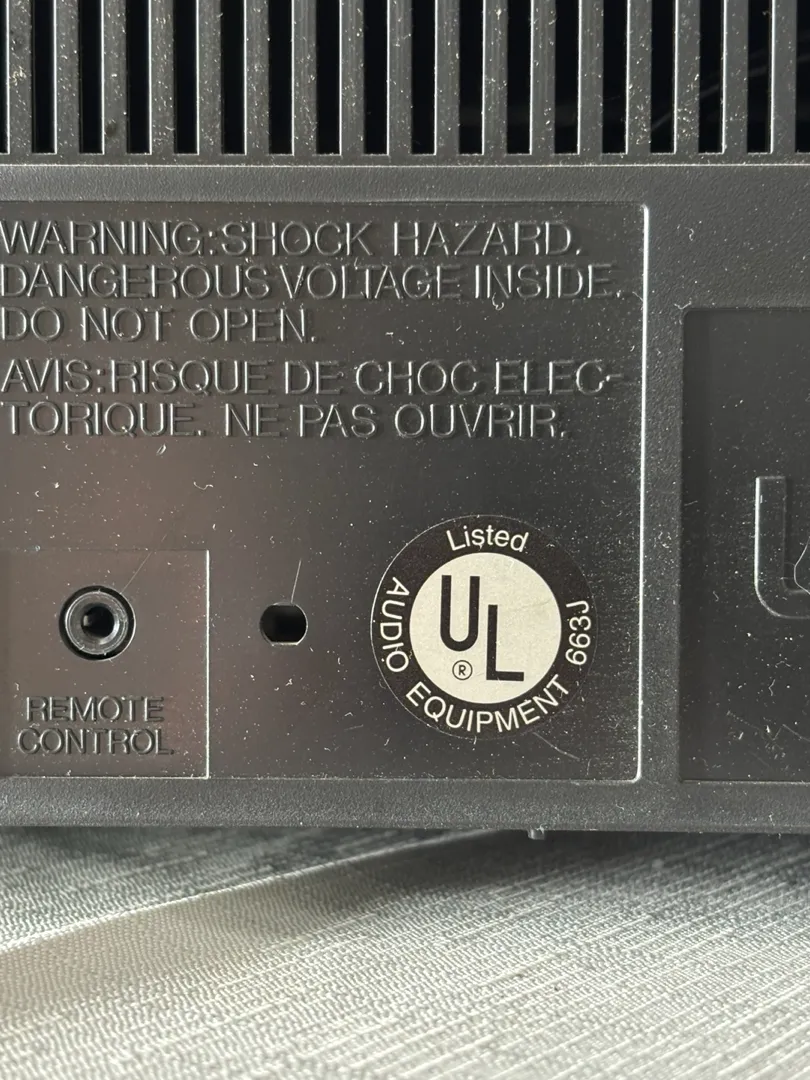 WARNING:SHOCK HAZARD.
DANGEROUS VOLTAGE INSIDE.
DO NOT OPEN.
AVIS:RISQUE DE CHOC ELEC-
TORIQUE. NE PAS OUVRIR.
Listed
UL
®
AUDIO EQUIPMENT 663J
REMOTE
CONTROL